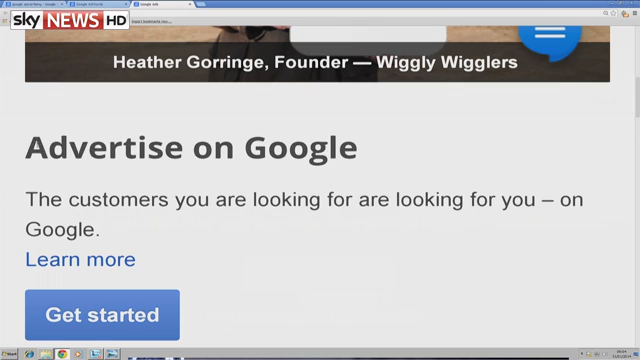 sky NEWS HD
Heather Gorringe, Founder — Wiggly Wigglers
Advertise on Google
The customers you are looking for are looking for you – on
Google.
Learn more
Get started
Start